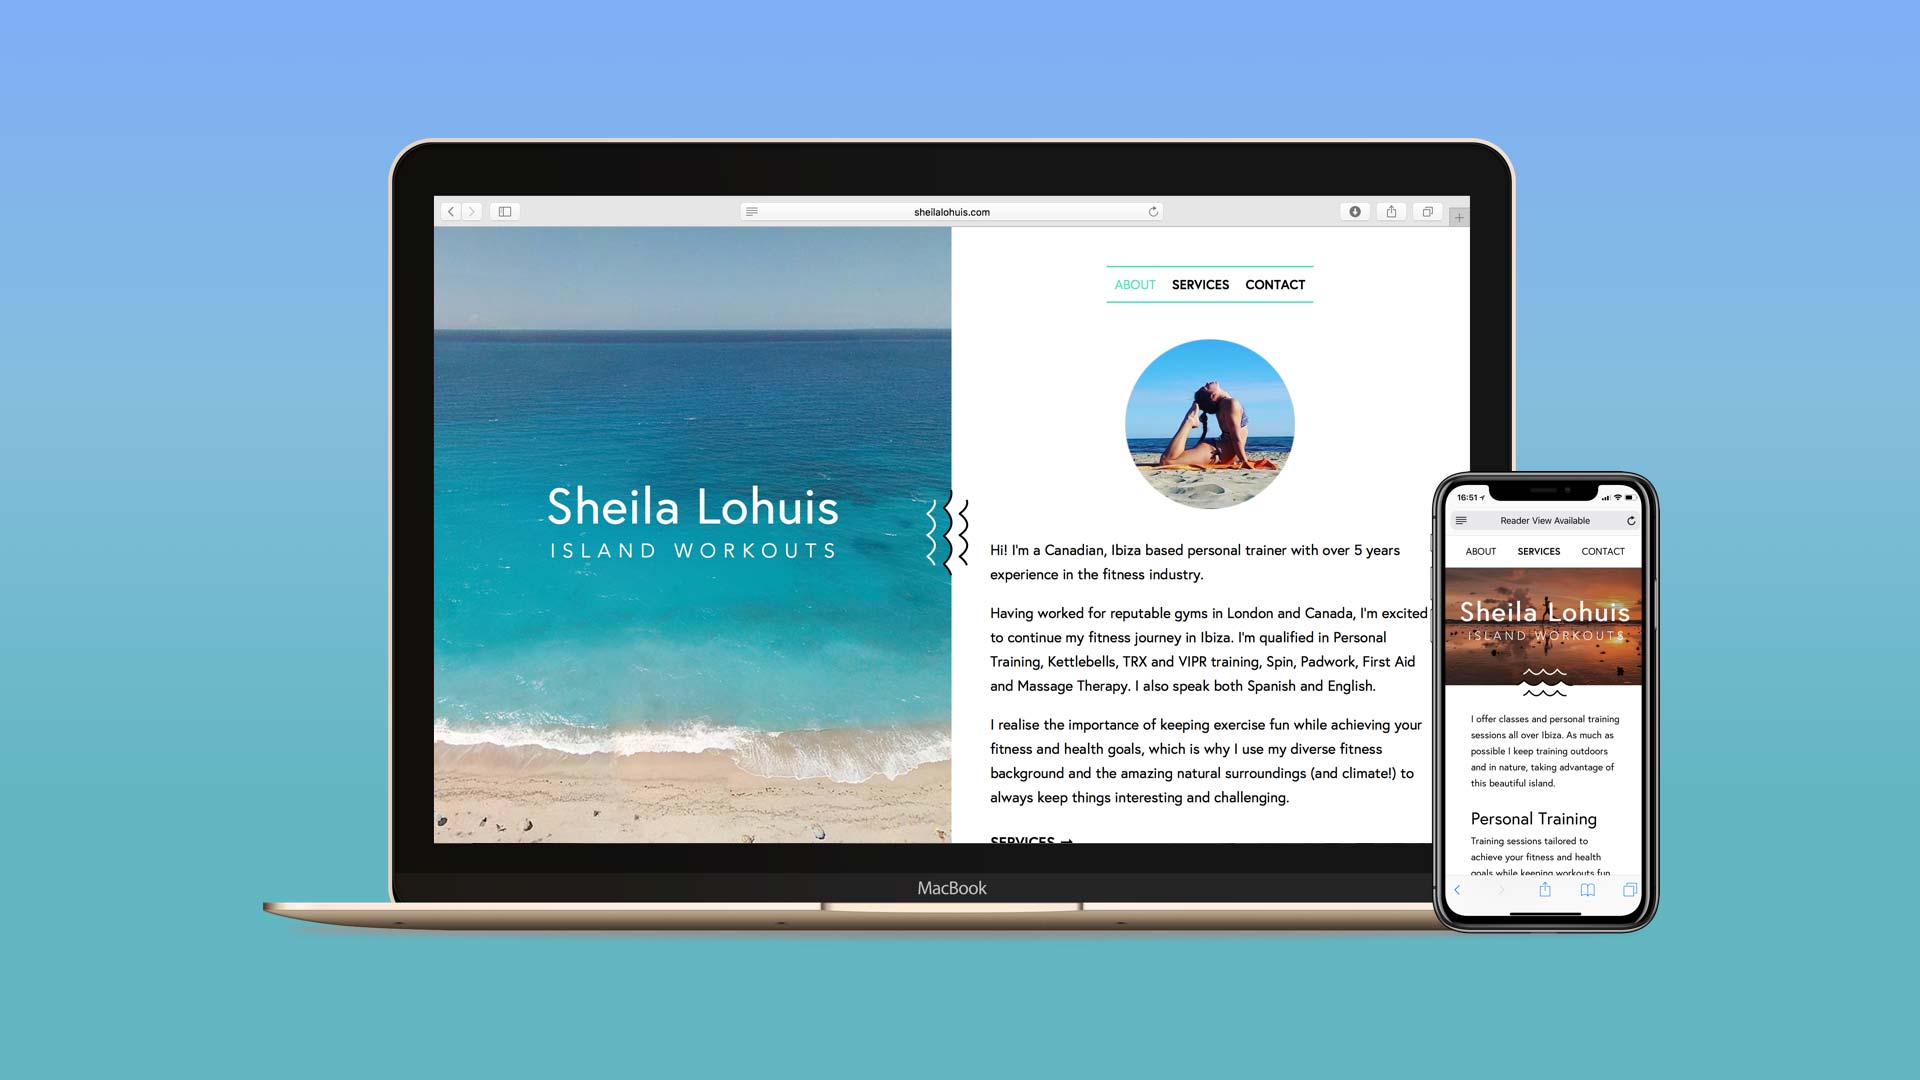 sheilalohuis.com
Sheila Lohuis
ISLAND WORKOUTS
ABOUT SERVICES CONTACT
Hi! I'm a Canadian, Ibiza based personal trainer with over 5 years
experience in the fitness industry.
Having worked for reputable gyms in London and Canada, I'm excited
to continue my fitness journey in Ibiza. I'm qualified in Personal
Training, Kettlebells, TRX and VIPR training, Spin, Padwork, First Aid
and Massage Therapy. I also speak both Spanish and English.
I realise the importance of keeping exercise fun while achieving your
fitness and health goals, which is why I use my diverse fitness
background and the amazing natural surroundings (and climate!) to
always keep things interesting and challenging.
SERVICES →
MacBook
16:51
Reader View Available
ABOUT SERVICES CONTACT
Sheila Lohuis
ISLAND WORKOUTS
I offer classes and personal training
sessions all over Ibiza. As much as
possible I keep training outdoors
and in nature, taking advantage of
this beautiful island.
Personal Training
Training sessions tailored to
achieve your fitness and health
goals while keeping workouts fun